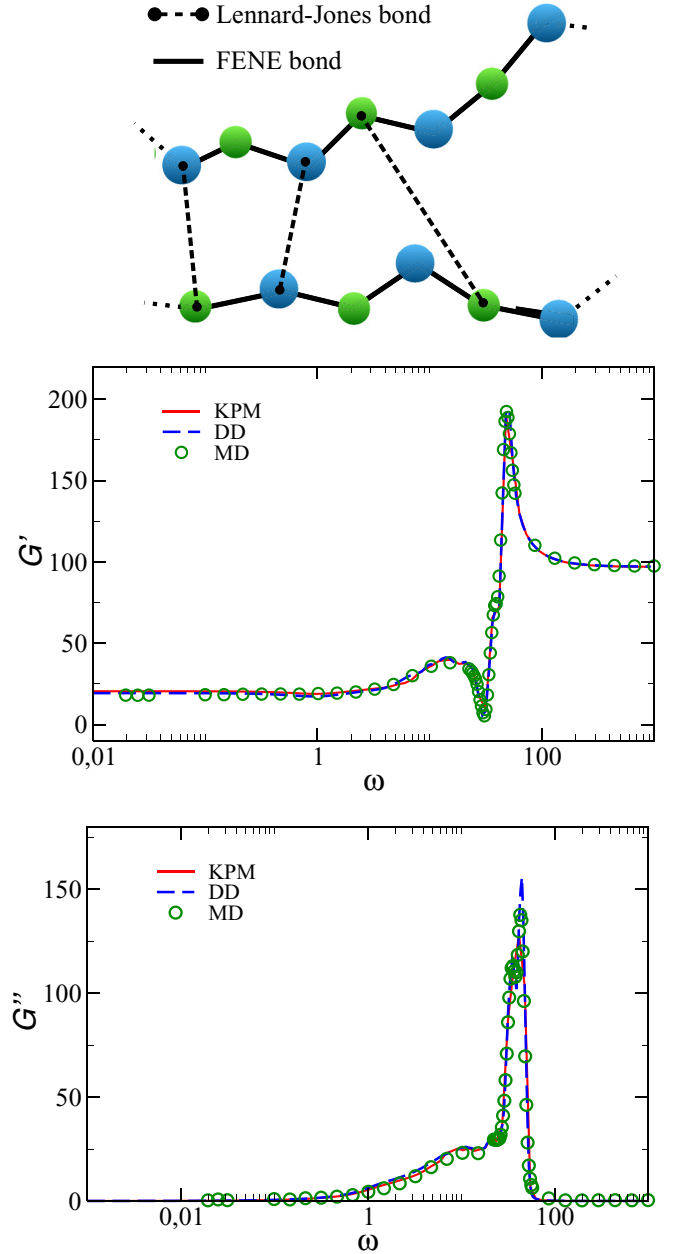 Lennard-Jones bond
FENE bond
200
150
100
50
0
G′
KPM
DD
MD
0,01
1
100
ω
150
100
50
0
G″
KPM
DD
MD
0,01
1
100
ω